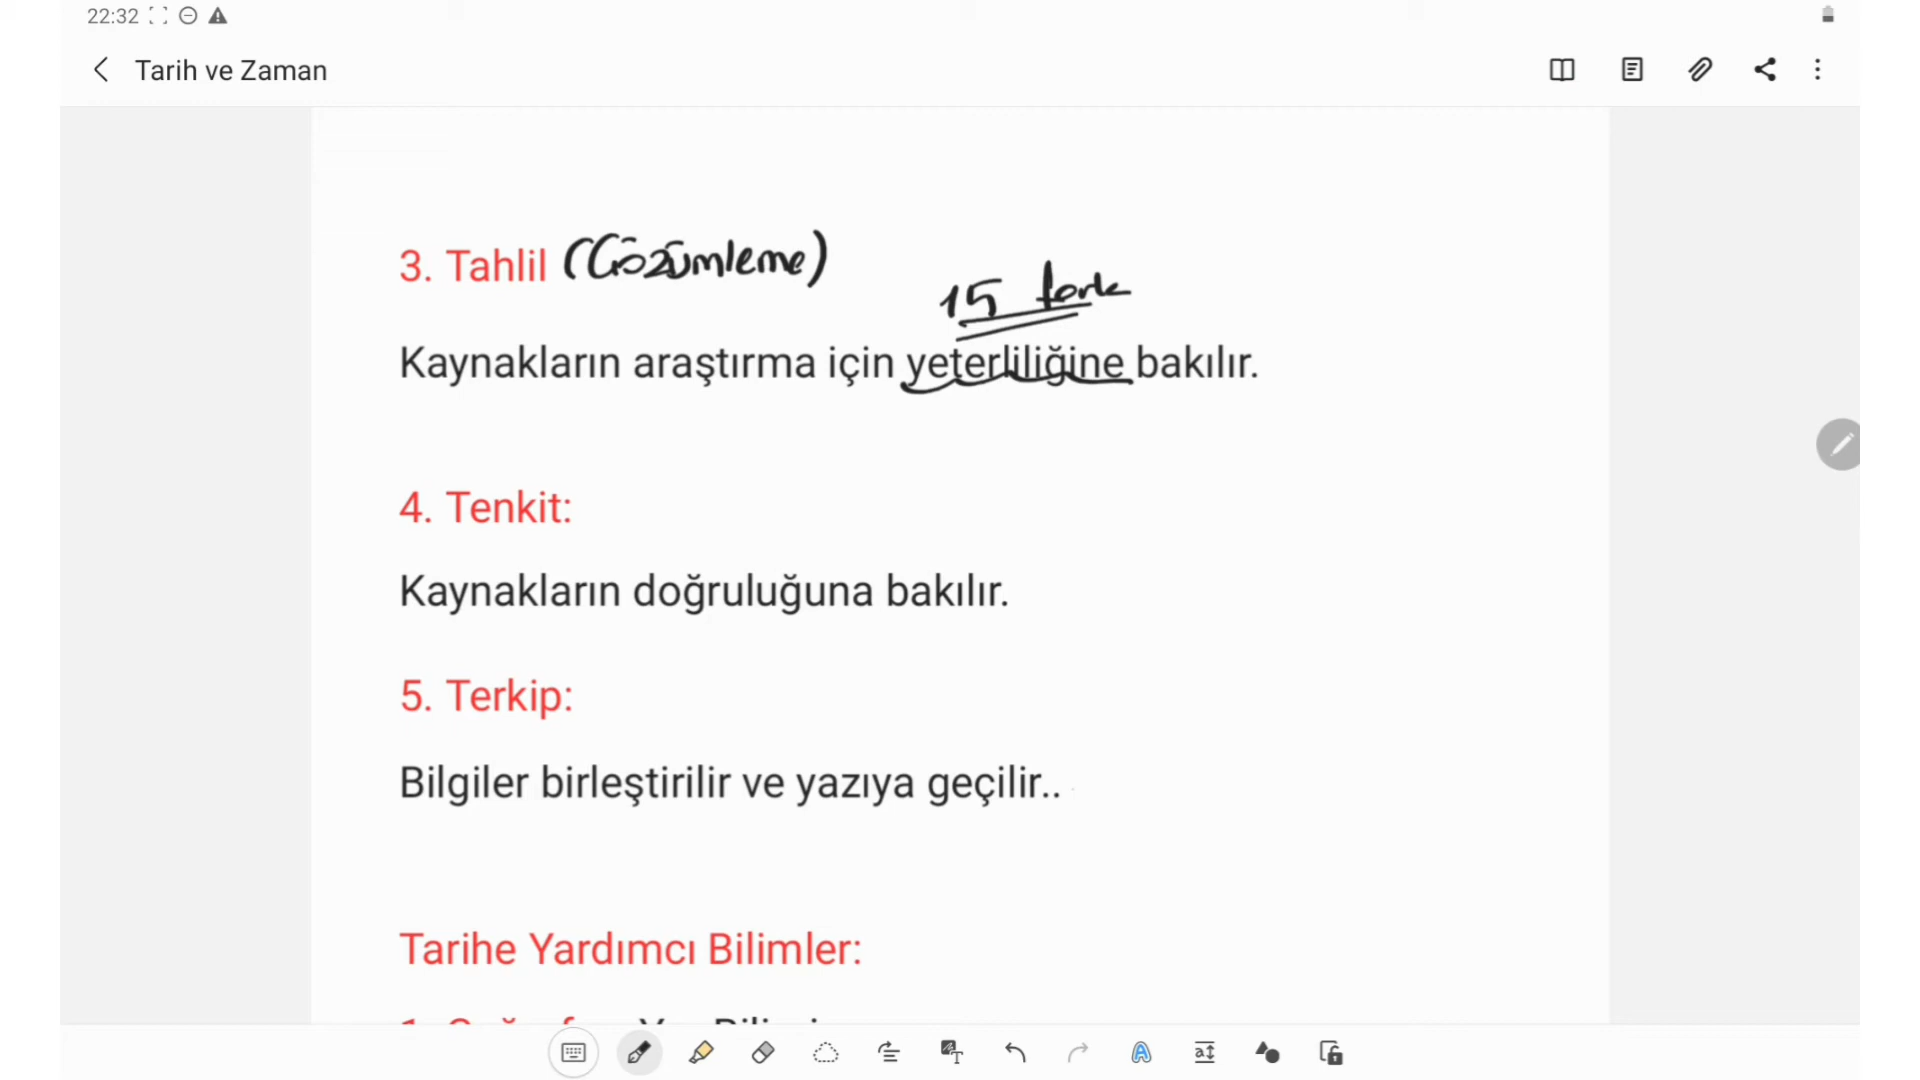 22:32
Tarih ve Zaman
3. Tahlil (Çözümleme)
15 fark
Kaynakların araştırma için yeterliliğine bakılır.
4. Tenkit:
Kaynakların doğruluğuna bakılır.
5. Terkip:
Bilgiler birleştirilir ve yazıya geçilir..
Tarihe Yardımcı Bilimler: